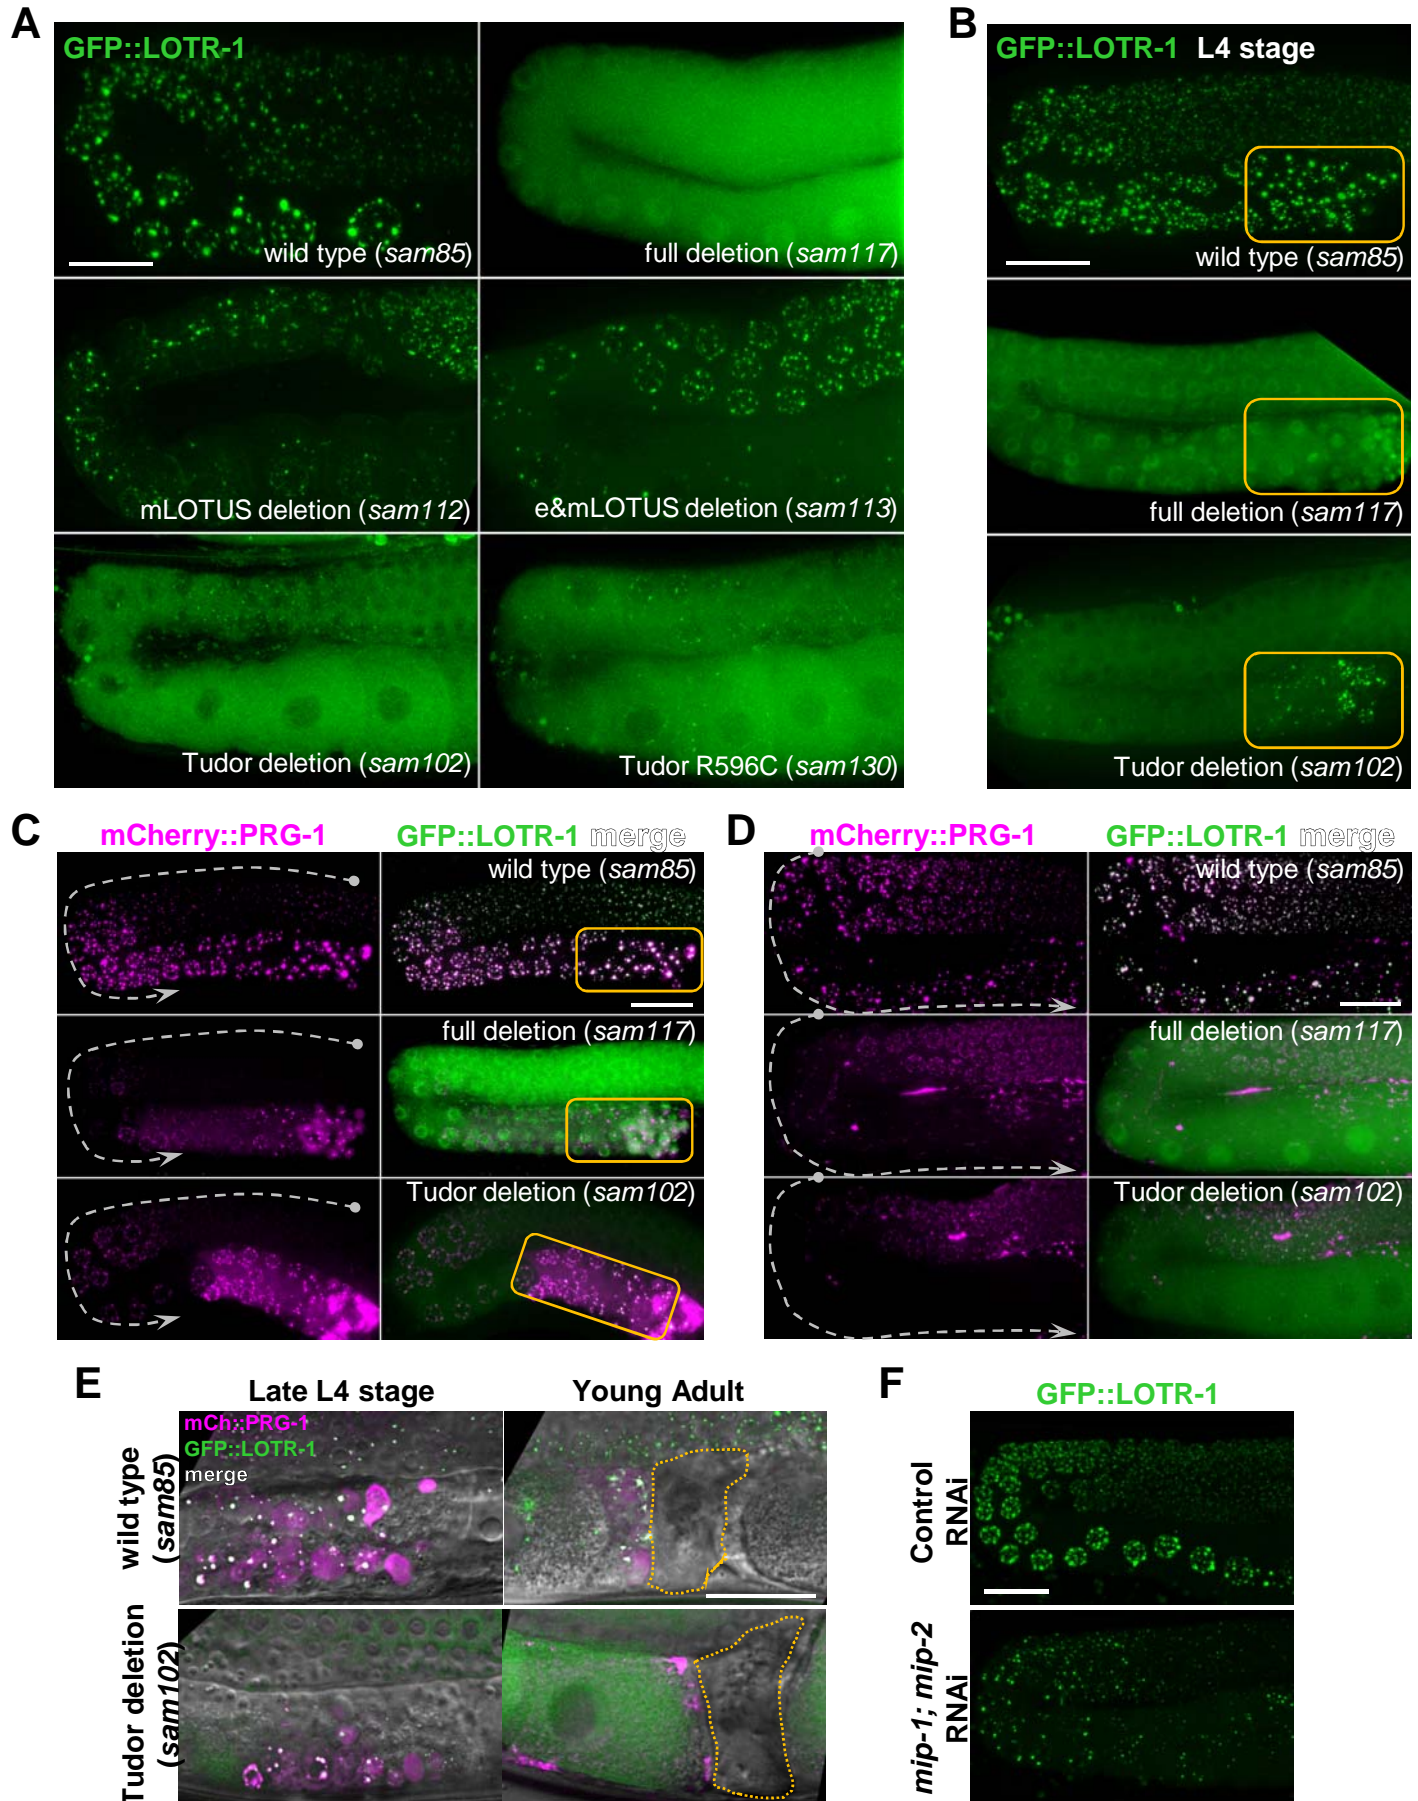 A
GFP::LOTR-1
wild type (sam85)
full deletion (sam117)
mLOTUS deletion (sam112)
e&mLOTUS deletion (sam113)
Tudor deletion (sam102)
Tudor R596C (sam130)
B
GFP::LOTR-1 L4 stage
wild type (sam85)
full deletion (sam117)
Tudor deletion (sam102)
C
mCherry::PRG-1
GFP::LOTR-1 merge
wild type (sam85)
full deletion (sam117)
Tudor deletion (sam102)
D
mCherry::PRG-1
GFP::LOTR-1 merge
wild type (sam85)
full deletion (sam117)
Tudor deletion (sam102)
E
Late L4 stage
Young Adult
mCh::PRG-1
GFP::LOTR-1
merge
wild type
(sam85)
Tudor deletion
(sam102)
F
GFP::LOTR-1
Control
RNAi
mip-1; mip-2
RNAi